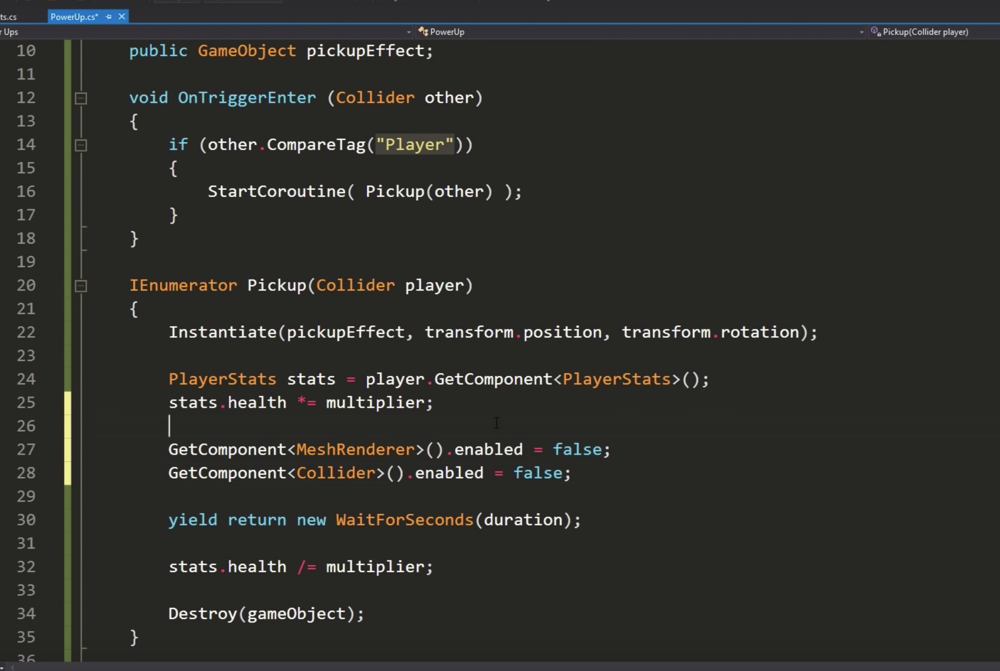 ts.cs PowerUp.cs*
r Ups PowerUp Pickup(Collider player)
10 public GameObject pickupEffect;
11
12 void OnTriggerEnter (Collider other)
13 {
14 if (other.CompareTag("Player"))
15 {
16 StartCoroutine( Pickup(other) );
17 }
18 }
19
20 IEnumerator Pickup(Collider player)
21 {
22 Instantiate(pickupEffect, transform.position, transform.rotation);
23
24 PlayerStats stats = player.GetComponent<PlayerStats>();
25 stats.health *= multiplier;
26
27 GetComponent<MeshRenderer>().enabled = false;
28 GetComponent<Collider>().enabled = false;
29
30 yield return new WaitForSeconds(duration);
31
32 stats.health /= multiplier;
33
34 Destroy(gameObject);
35 }
36